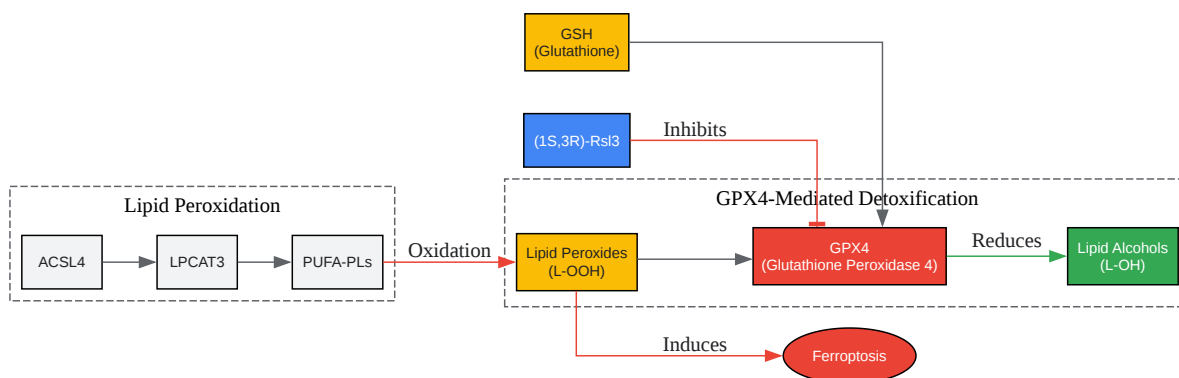 GSH
(Glutathione)
(1S,3R)-Rsl3
Inhibits
Lipid Peroxidation
GPX4-Mediated Detoxification
ACSL4
LPCAT3
PUFA-PLs
Oxidation
Lipid Peroxides
(L-OOH)
GPX4
(Glutathione Peroxidase 4)
Reduces
Lipid Alcohols
(L-OH)
Induces
Ferroptosis